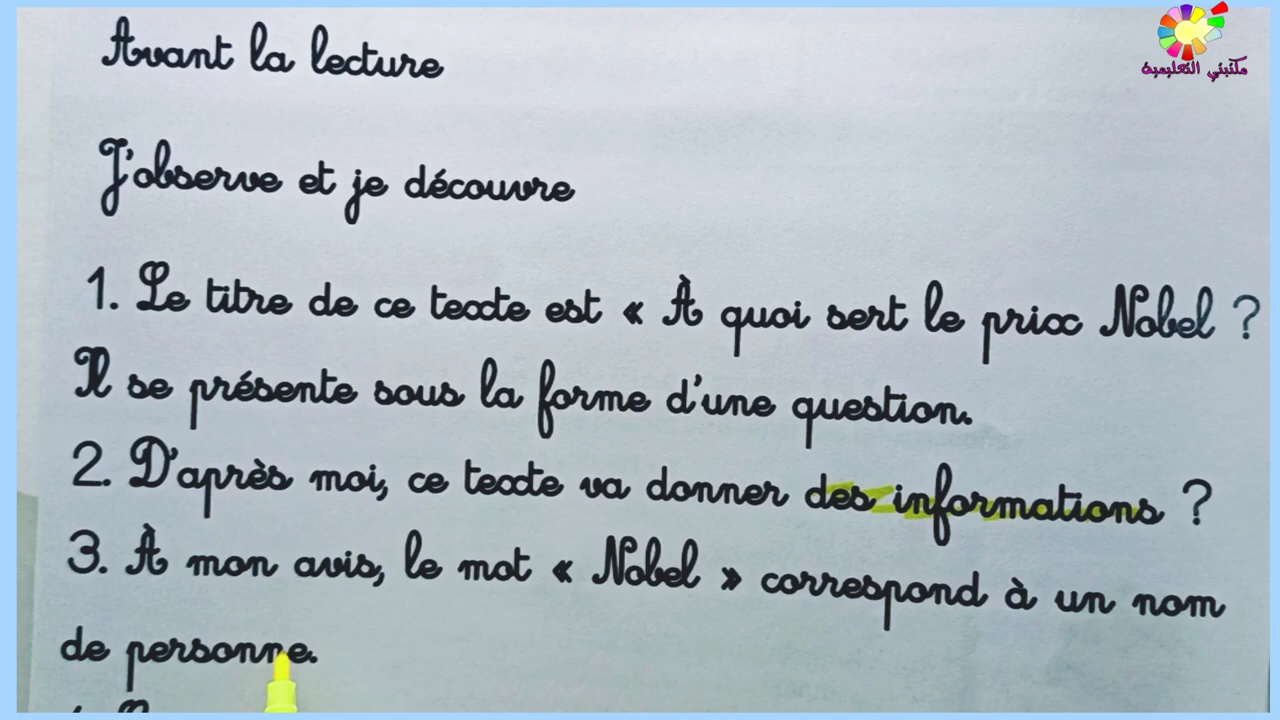 مكتبتي التعليمية
Avant la lecture
J'observe et je découvre
1. Le titre de ce texte est « À quoi sert le prix Nobel ?
Il se présente sous la forme d'une question.
2. D'après moi, ce texte va donner des informations ?
3. À mon avis, le mot « Nobel » correspond à un nom
de personne.